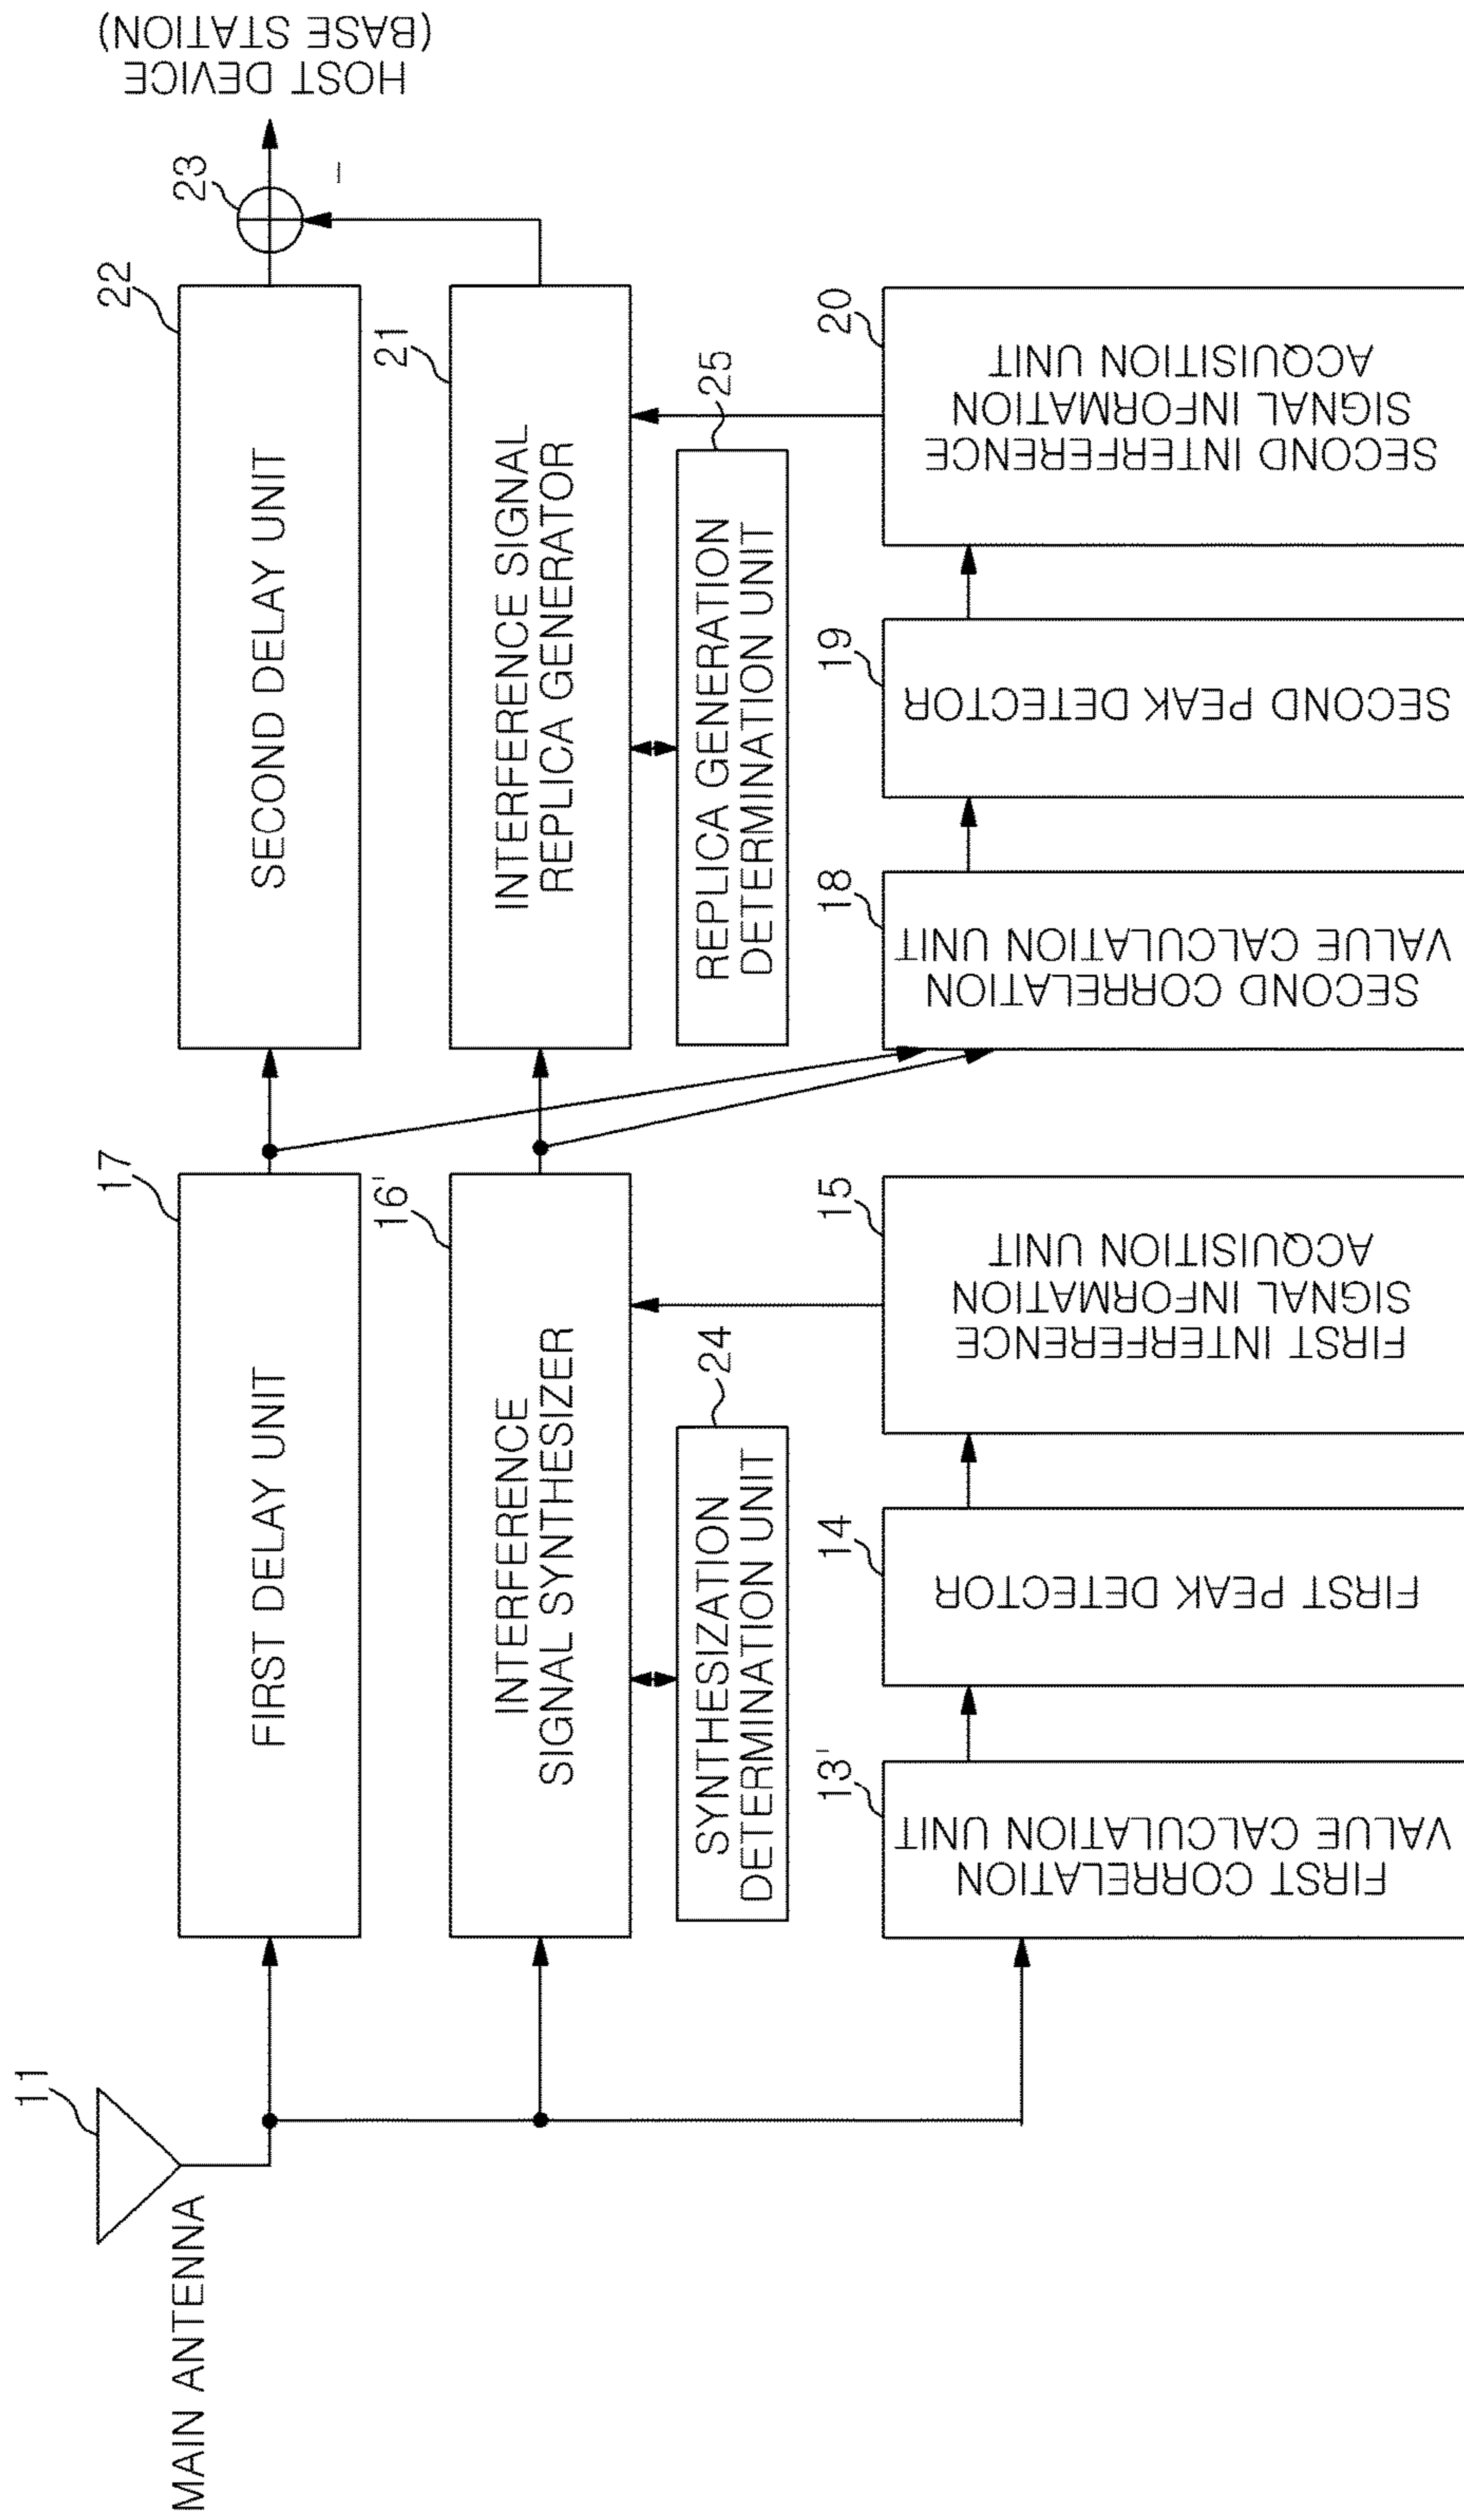 11
MAIN ANTENNA
17
FIRST DELAY UNIT
22
SECOND DELAY UNIT
23
−
HOST DEVICE
(BASE STATION)
16'
INTERFERENCE
SIGNAL SYNTHESIZER
21
INTERFERENCE SIGNAL
REPLICA GENERATOR
24
SYNTHESIZATION
DETERMINATION UNIT
25
REPLICA GENERATION
DETERMINATION UNIT
13'
FIRST CORRELATION
VALUE CALCULATION UNIT
14
FIRST PEAK DETECTOR
15
FIRST INTERFERENCE
SIGNAL INFORMATION
ACQUISITION UNIT
18
SECOND CORRELATION
VALUE CALCULATION UNIT
19
SECOND PEAK DETECTOR
20
SECOND INTERFERENCE
SIGNAL INFORMATION
ACQUISITION UNIT